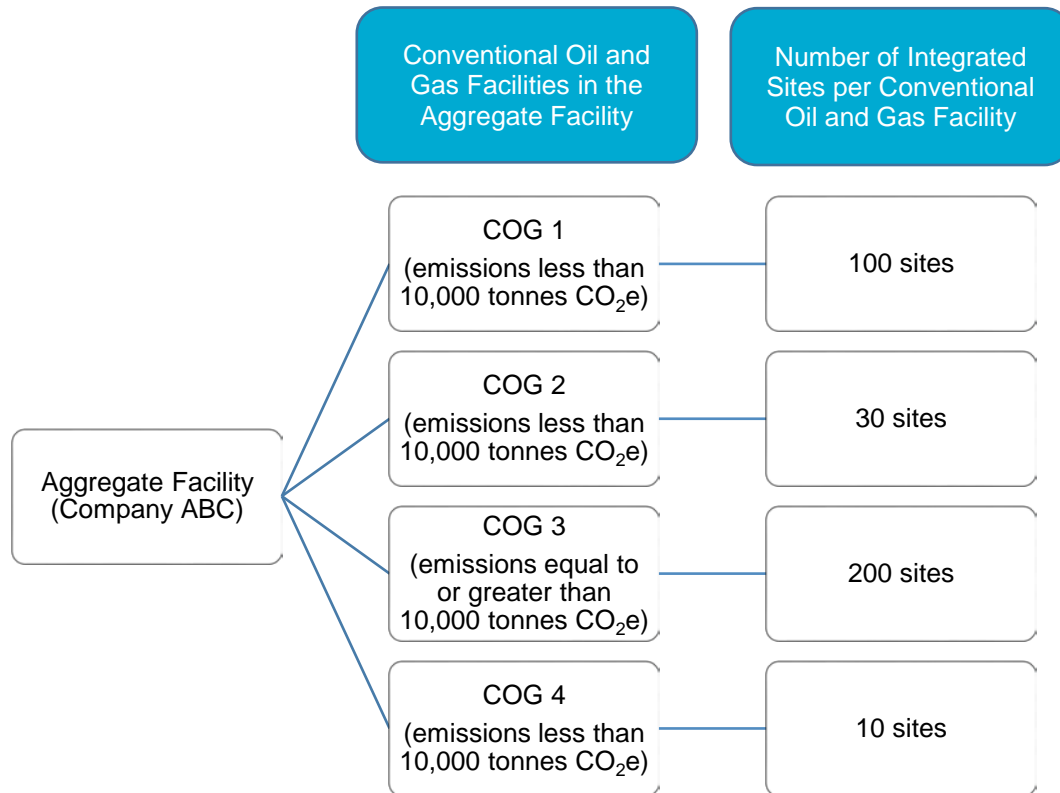 Conventional Oil and
Gas Facilities in the
Aggregate Facility
Number of Integrated
Sites per Conventional
Oil and Gas Facility
Aggregate Facility
(Company ABC)
COG 1
(emissions less than
10,000 tonnes CO₂e)
100 sites
COG 2
(emissions less than
10,000 tonnes CO₂e)
30 sites
COG 3
(emissions equal to
or greater than
10,000 tonnes CO₂e)
200 sites
COG 4
(emissions less than
10,000 tonnes CO₂e)
10 sites